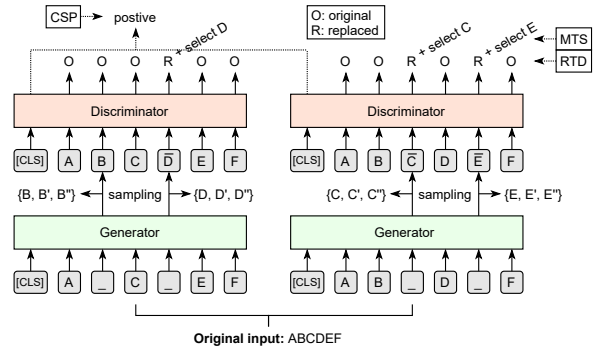 CSP postive + select D O: original R: replaced + select C + select E MTS
O O O R O O O O R O R O RTD
Discriminator Discriminator
[CLS] A B C D̅ E F [CLS] A B C̅ D E̅ F
{B, B', B"} sampling {D, D', D"} {C, C', C"} sampling {E, E', E"}
Generator Generator
[CLS] A _ C _ E F [CLS] A B _ D _ F
Original input: ABCDEF